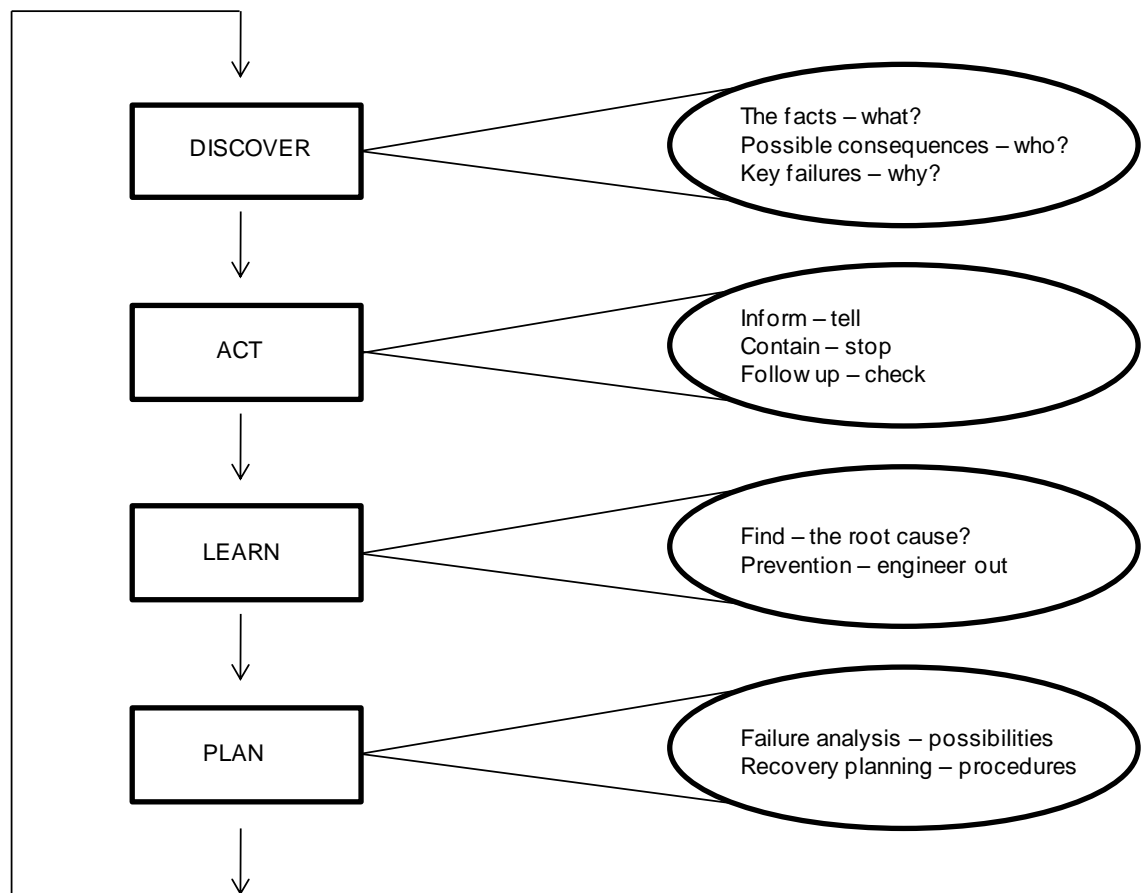 DISCOVER
The facts – what?
Possible consequences – who?
Key failures – why?
ACT
Inform – tell
Contain – stop
Follow up – check
LEARN
Find – the root cause?
Prevention – engineer out
PLAN
Failure analysis – possibilities
Recovery planning – procedures